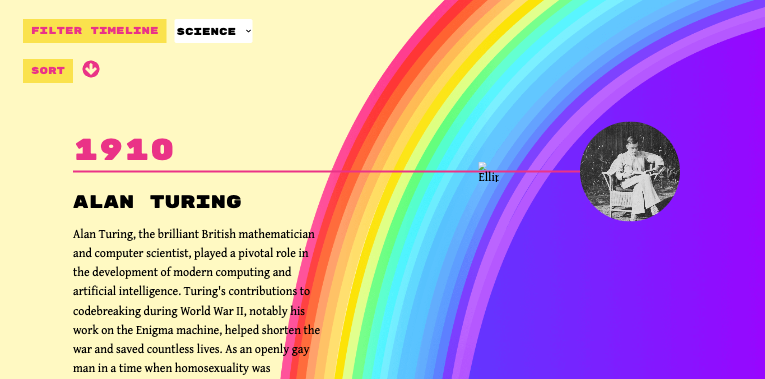 FILTER TIMELINE
SCIENCE
SORT
1910
Ellip
ALAN TURING
Alan Turing, the brilliant British mathematician
and computer scientist, played a pivotal role in
the development of modern computing and
artificial intelligence. Turing's contributions to
codebreaking during World War II, notably his
work on the Enigma machine, helped shorten the
war and saved countless lives. As an openly gay
man in a time when homosexuality was